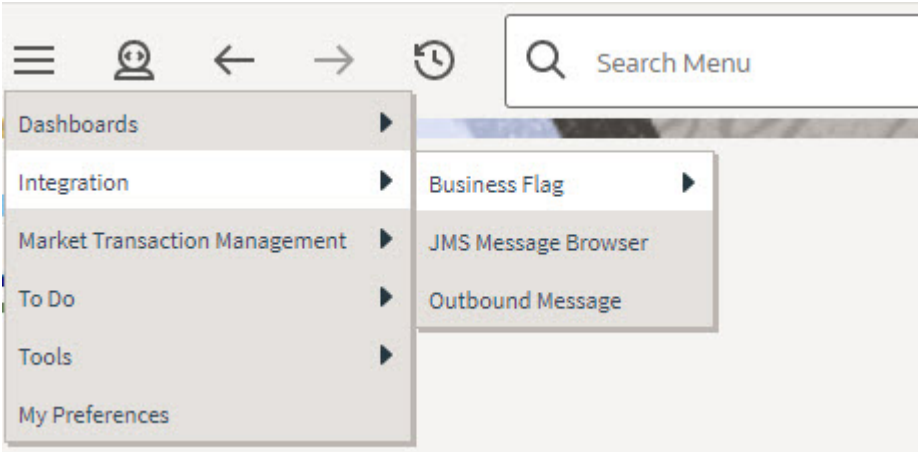 Search Menu
Dashboards
Integration
Market Transaction Management
To Do
Tools
My Preferences
Business Flag
JMS Message Browser
Outbound Message